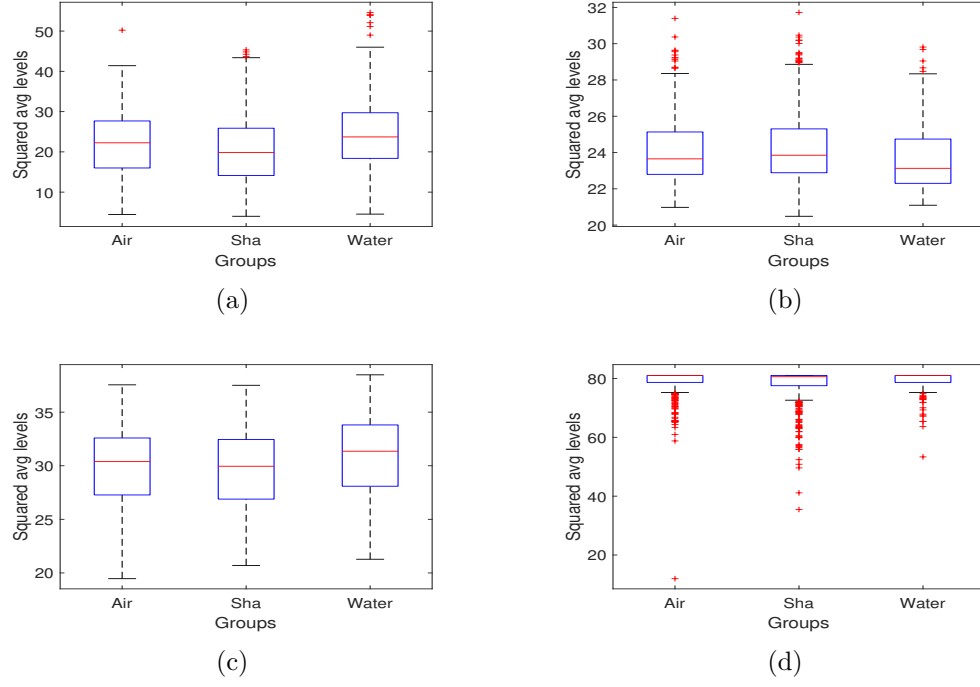 Squared avg levels
50
40
30
20
10
Air Sha Water
Groups
(a)
Squared avg levels
32
30
28
26
24
22
20
Air Sha Water
Groups
(b)
Squared avg levels
35
30
25
20
Air Sha Water
Groups
(c)
Squared avg levels
80
60
40
20
Air Sha Water
Groups
(d)